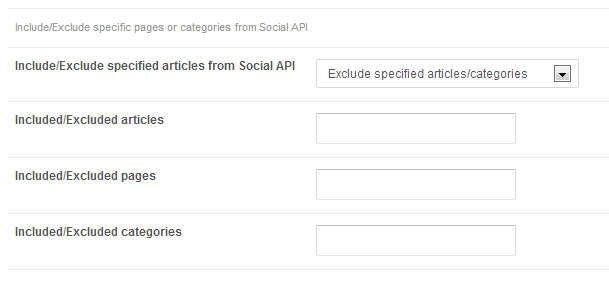 Include/Exclude specific pages or categories from Social API
Include/Exclude specified articles from Social API
Exclude specified articles/categories
Included/Excluded articles
Included/Excluded pages
Included/Excluded categories